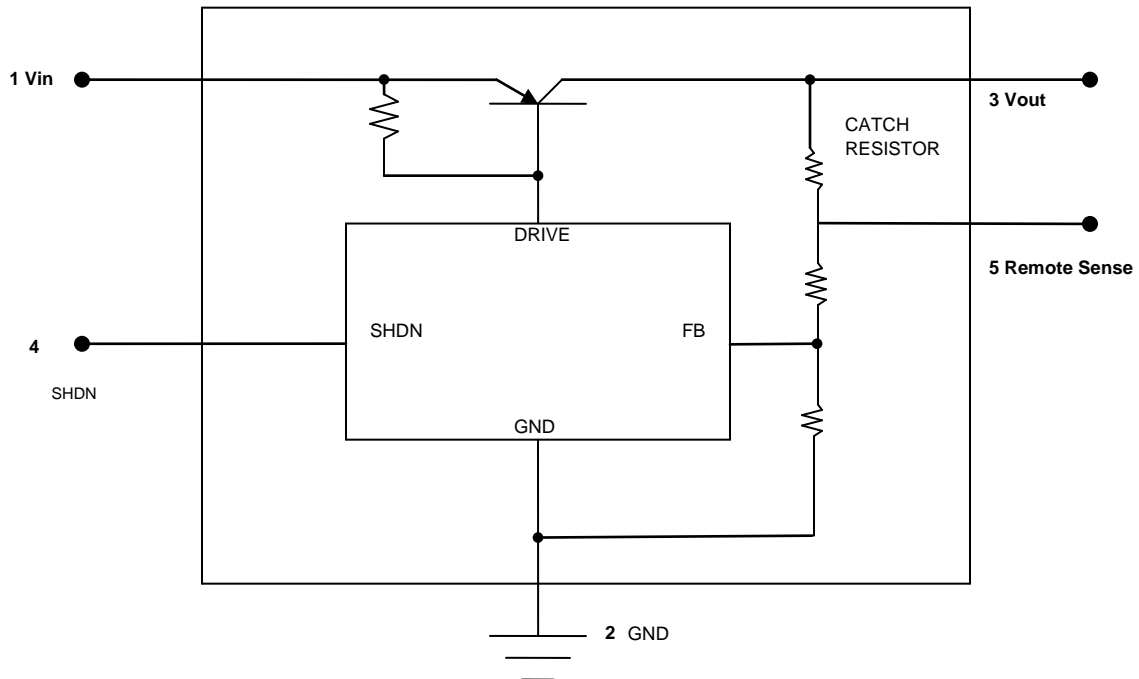 1 Vin
3 Vout
CATCH
RESISTOR
DRIVE
5 Remote Sense
SHDN
FB
4
SHDN
GND
2 GND